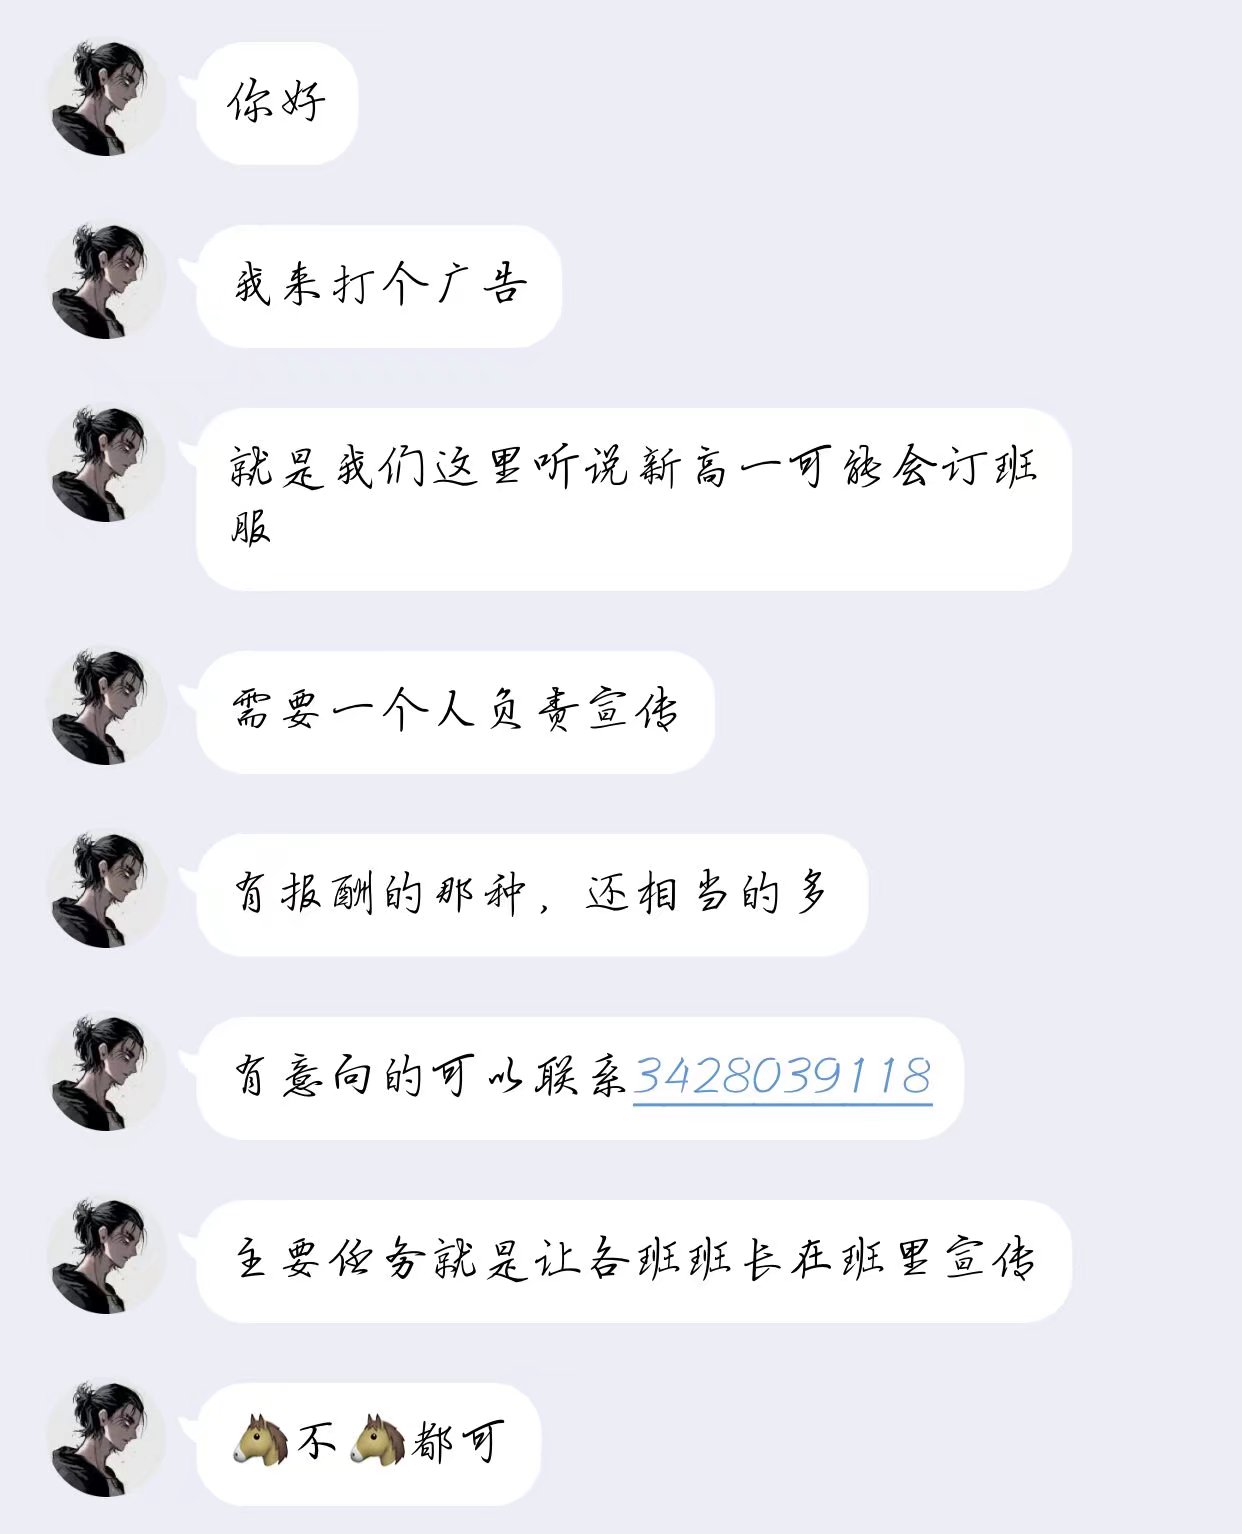 你好
我来打个广告
就是我们这里听说新高一可能会订班
服
需要一个人负责宣传
有报酬的那种，还相当的多
有意向的可以联系3428039118
主要任务就是让各班班长在班里宣传
🐴不🐴都可